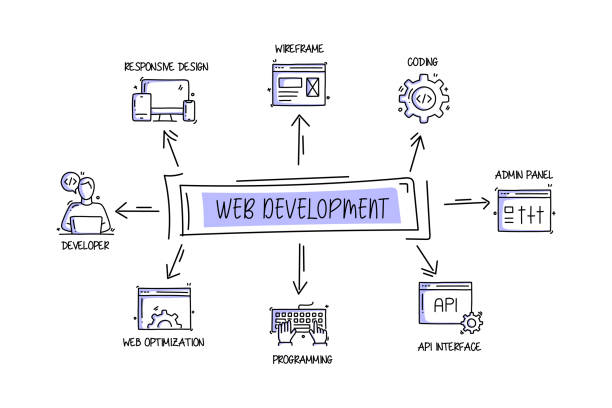 WIREFRAME
RESPONSIVE DESIGN
CODING
</>
ADMIN PANEL
</>
WEB DEVELOPMENT
DEVELOPER
API
WEB OPTIMIZATION
PROGRAMMING
API INTERFACE